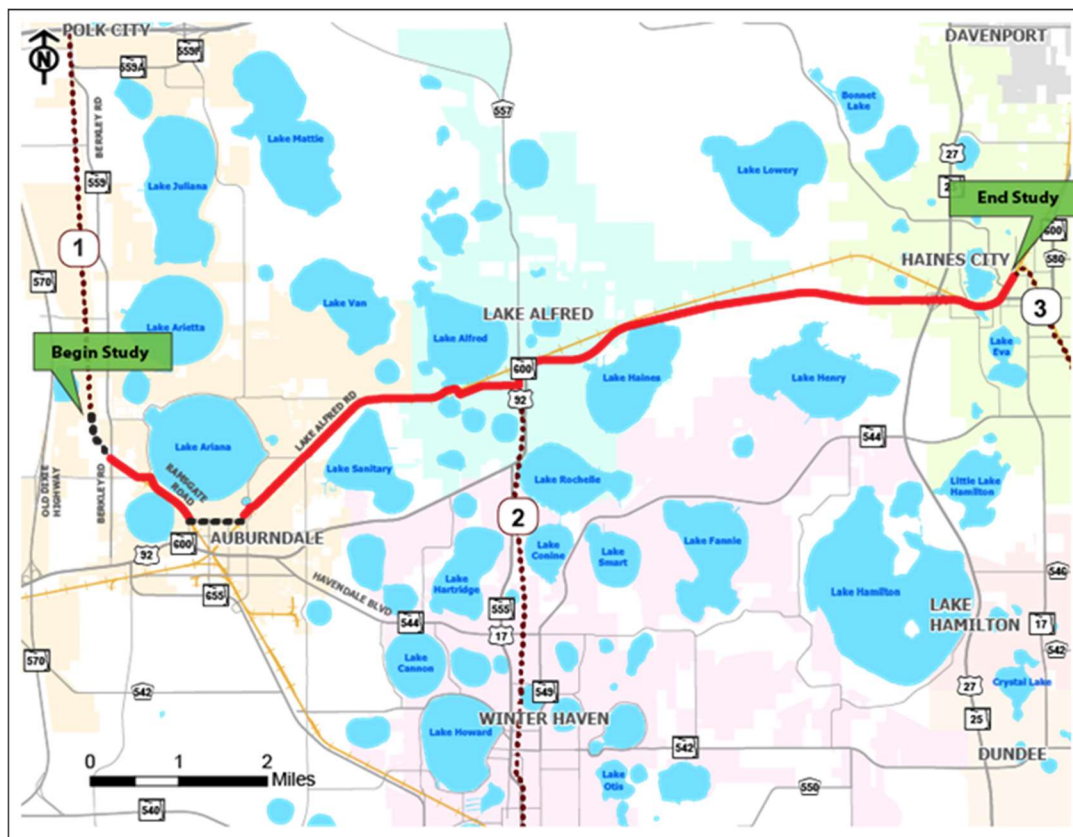 POLK CITY
DAVENPORT
N
559A
559
Bonnet
Lake
557
BERKLEY RD
Lake Mattie
27
Lake Lowery
559
Lake Juliana
End Study
1
600
580
570
HAINES CITY
Lake Van
LAKE ALFRED
Lake Arietta
3
Begin Study
Lake Alfred
Lake
Eva
600
Lake Haines
Lake Henry
92
LAKE ALFRED RD
Lake Ariana
544
OLD DIXIE
HIGHWAY
BERKLEY RD
RAMSGATE
ROAD
Lake Sanitary
Lake Rochelle
Little Lake
Hamilton
2
600
AUBURNDALE
92
Lake
Conine
Lake
Smart
Lake Fannie
Lake
Hartridge
655
HAVENDALE BLVD
546
Lake Hamilton
555
LAKE
HAMILTON
544
17
17
542
570
Lake
Cannon
542
549
Crystal Lake
27
WINTER HAVEN
25
Lake Howard
542
DUNDEE
0 1 2
Miles
Lake
Otis
550
540